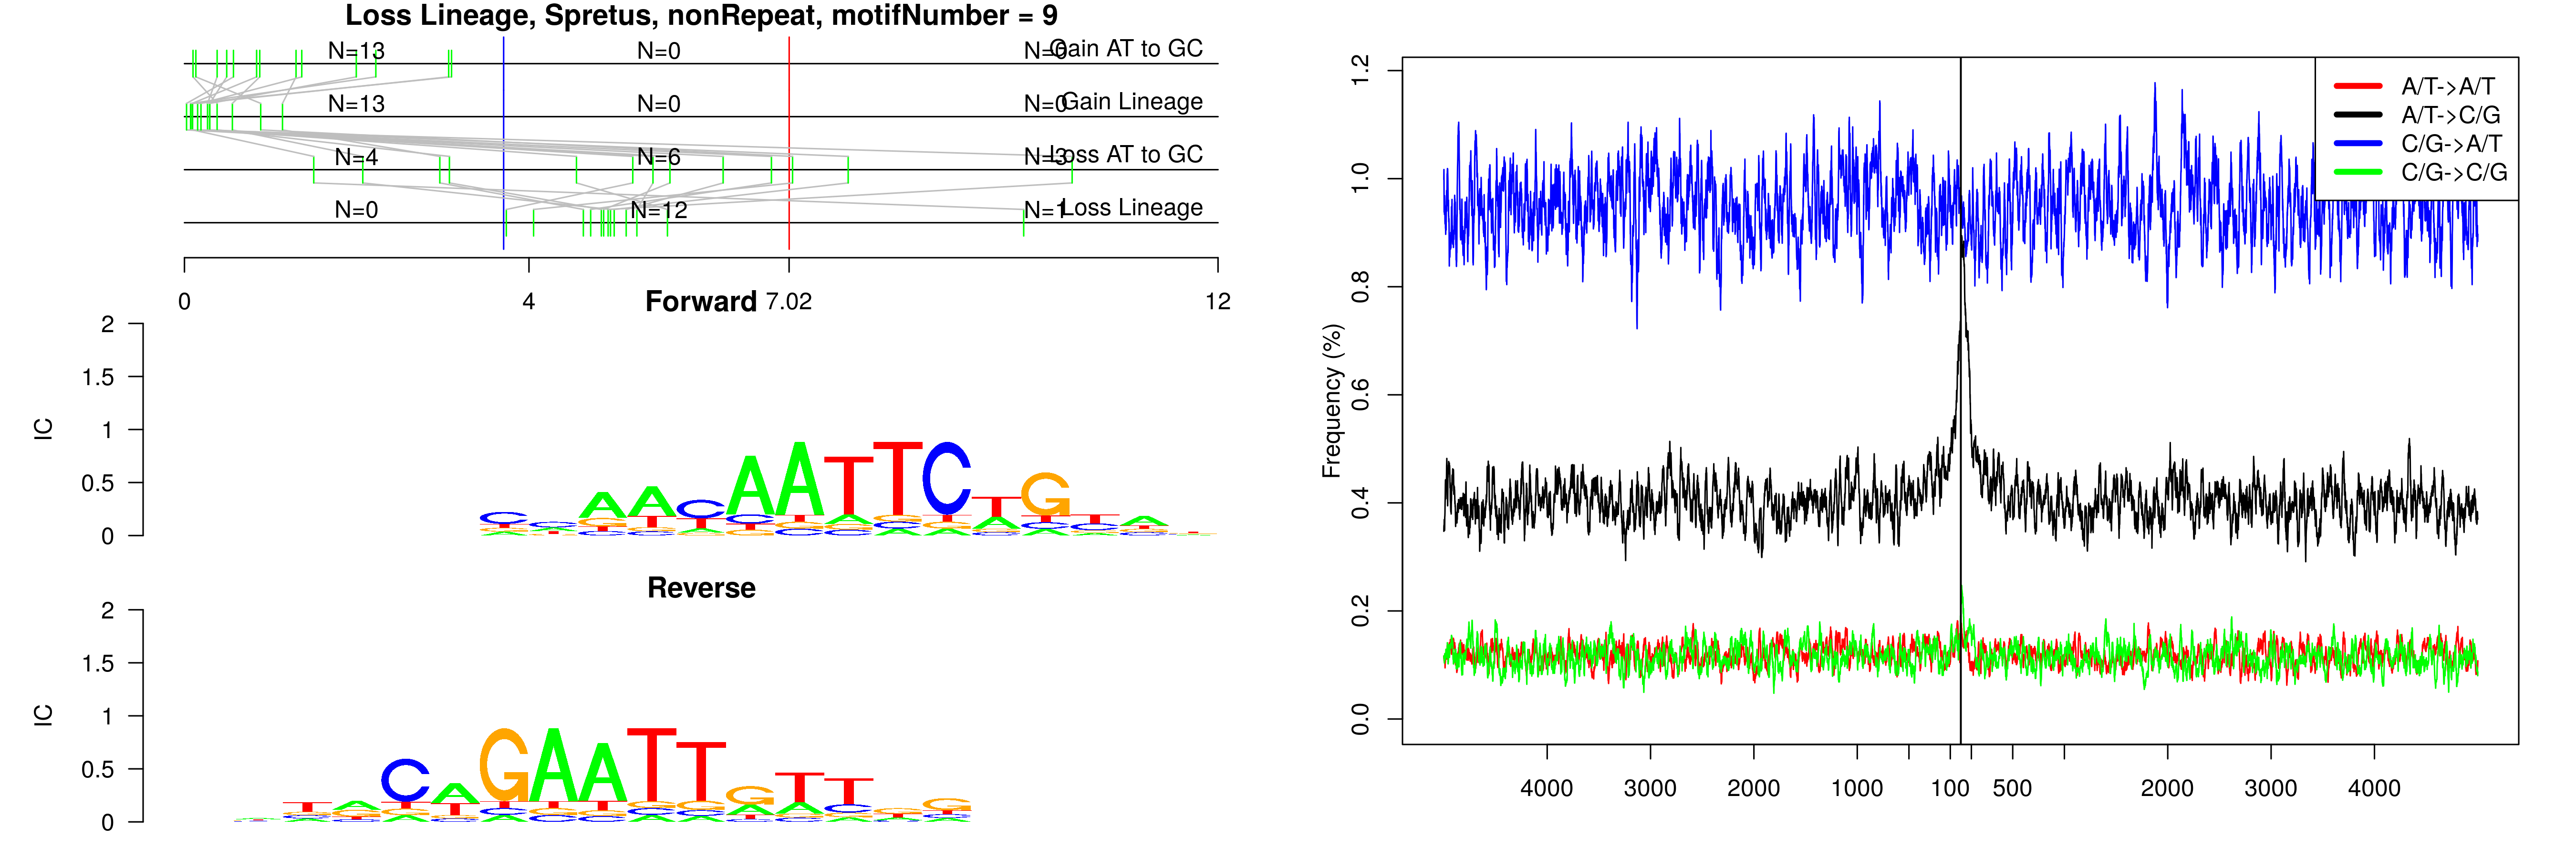 Loss Lineage, Spretus, nonRepeat, motifNumber = 9
N=13 N=0 N=0 Gain AT to GC
N=13 N=0 N=0 Gain Lineage
N=4 N=6 N=3 Loss AT to GC
N=0 N=12 N=1 Loss Lineage
0 4 7.02 12
Forward
2
1.5
1
0.5
0
IC
Reverse
2
1.5
1
0.5
0
IC
A/T->A/T
A/T->C/G
C/G->A/T
C/G->C/G
1.2
1.0
0.8
0.6
0.4
0.2
0.0
Frequency (%)
4000 3000 2000 1000 100 500 2000 3000 4000